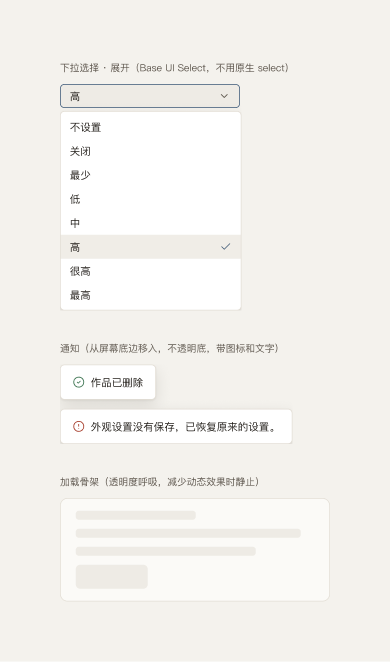 下拉选择 · 展开（Base UI Select，不用原生 select）
高
不设置
关闭
最少
低
中
高
很高
最高
通知（从屏幕底边移入，不透明底，带图标和文字）
作品已删除
外观设置没有保存，已恢复原来的设置。
加载骨架（透明度呼吸，减少动态效果时静止）